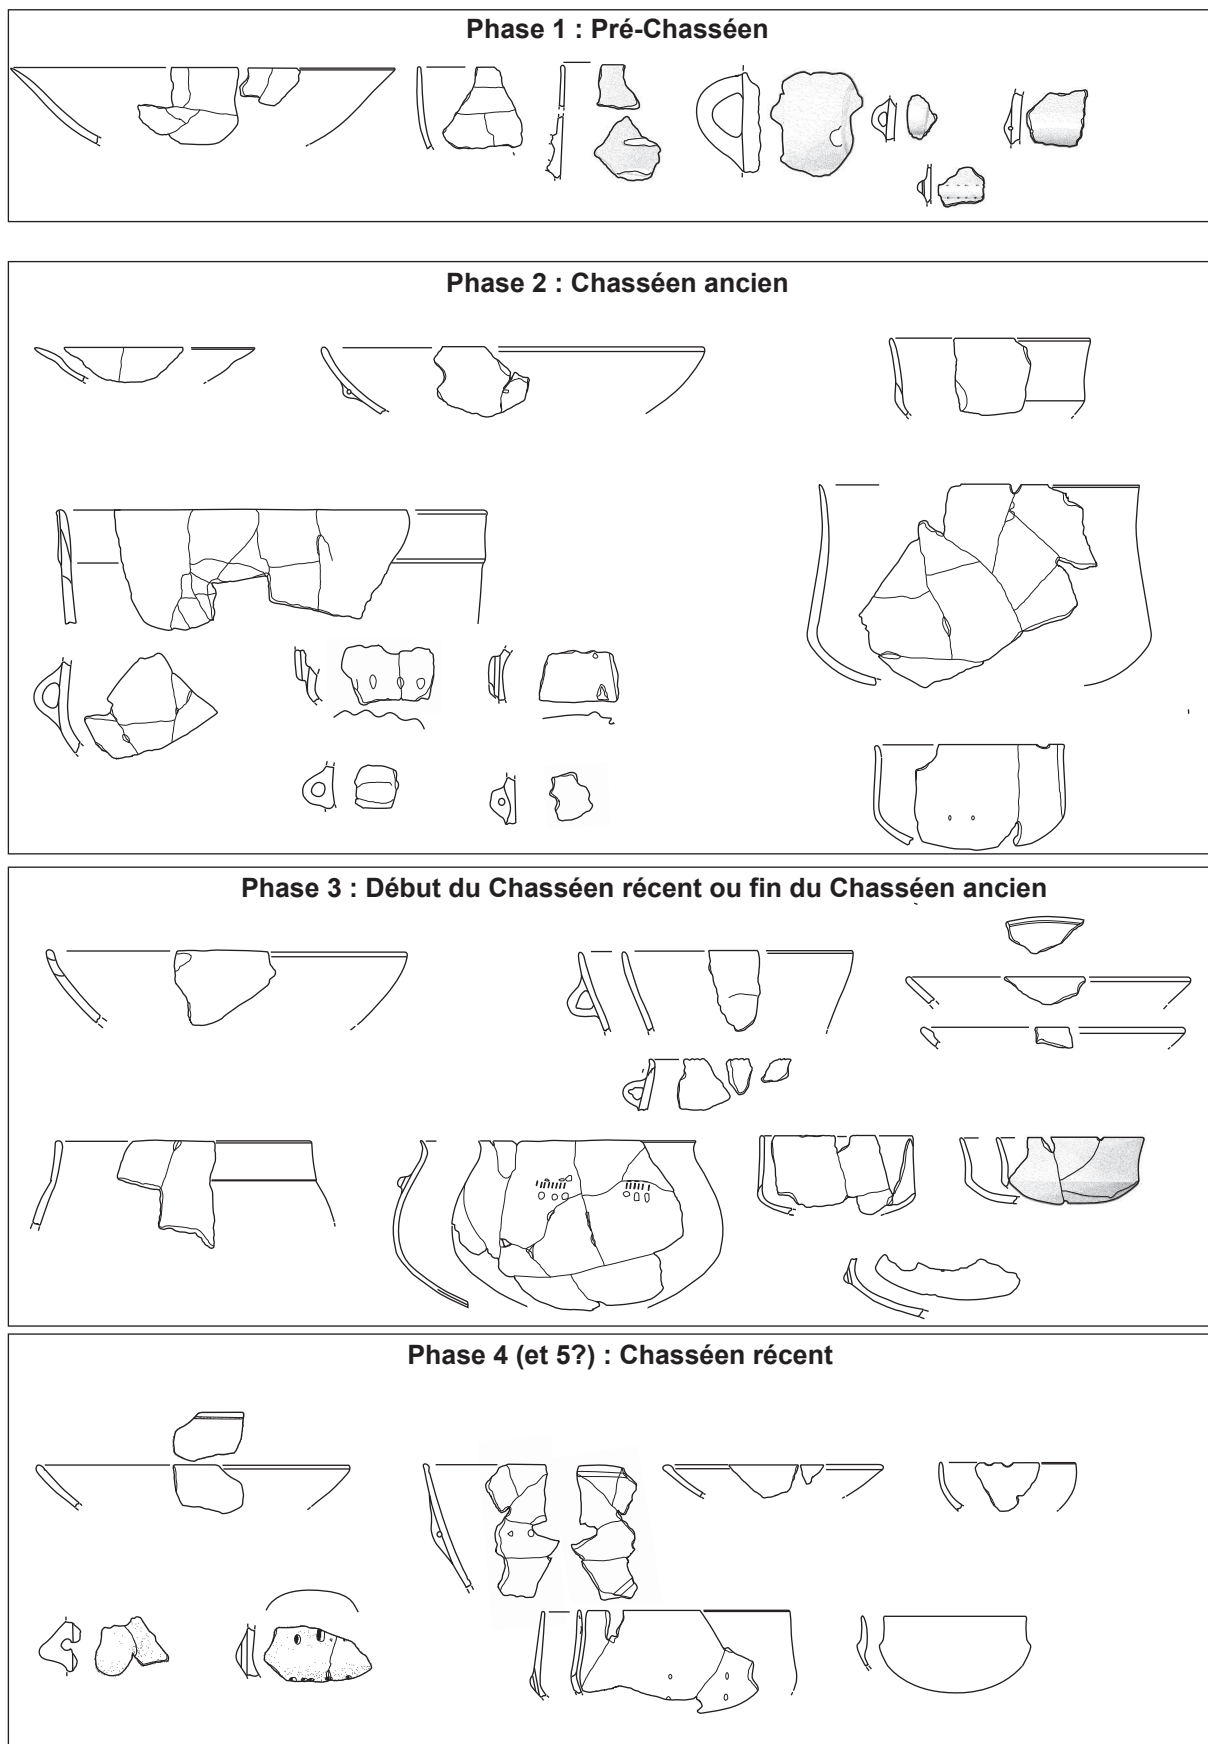 Phase 1 : Pré-Chasséen
Phase 2 : Chasséen ancien
Phase 3 : Début du Chasséen récent ou fin du Chasséen ancien
Phase 4 (et 5?) : Chasséen récent